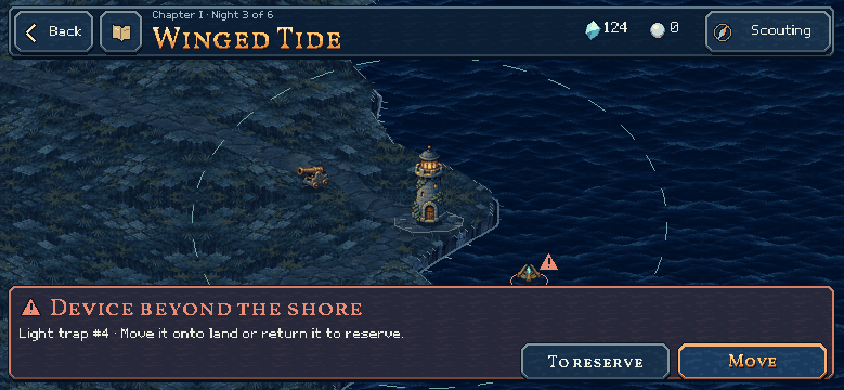 Back
Chapter I · Night 3 of 6
Winged Tide
124
0
Scouting
Device beyond the shore
Light trap #4 · Move it onto land or return it to reserve.
To reserve
Move